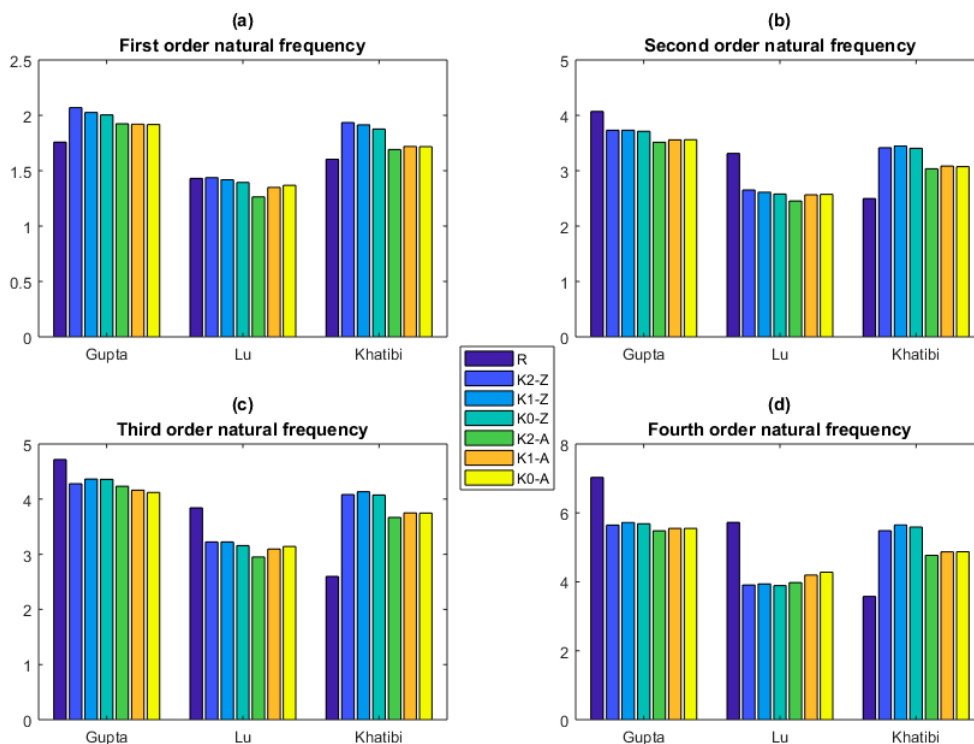 (a)
First order natural frequency
2.5
2
1.5
1
0.5
0
Gupta Lu Khatibi
(b)
Second order natural frequency
5
4
3
2
1
0
Gupta Lu Khatibi
R
K2-Z
K1-Z
K0-Z
K2-A
K1-A
K0-A
(c)
Third order natural frequency
5
4
3
2
1
0
Gupta Lu Khatibi
(d)
Fourth order natural frequency
8
6
4
2
0
Gupta Lu Khatibi